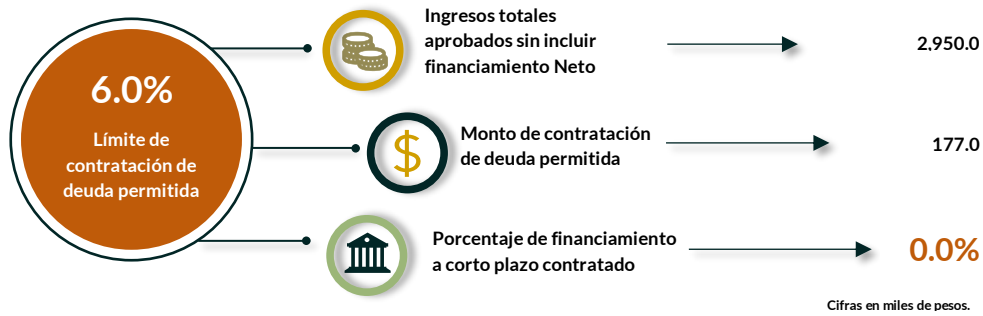 6.0%
Límite de
contratación de
deuda permitida
Ingresos totales
aprobados sin incluir
financiamiento Neto
2,950.0
$
Monto de contratación
de deuda permitida
177.0
Porcentaje de financiamiento
a corto plazo contratado
0.0%
Cifras en miles de pesos.